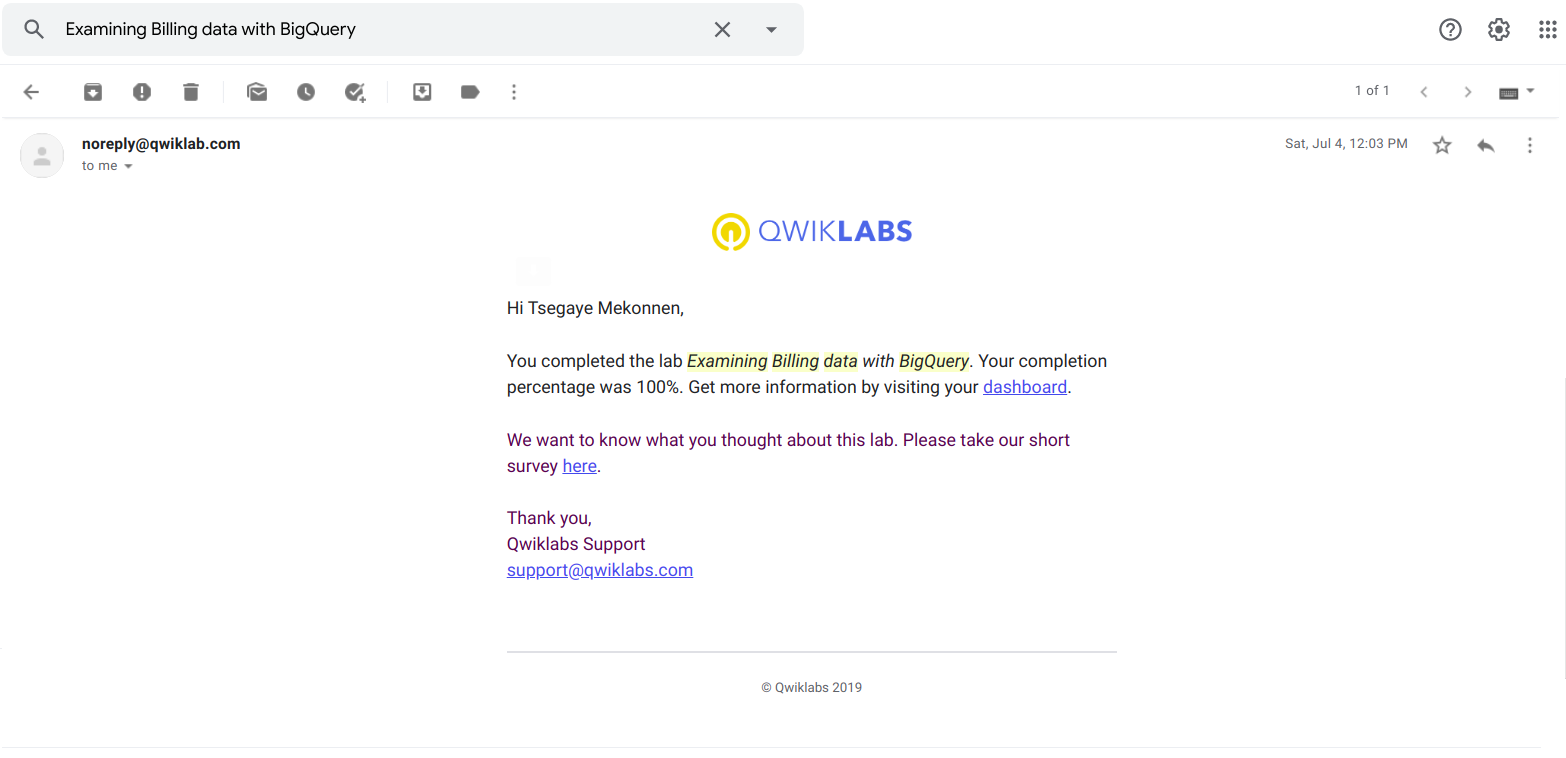 Examining Billing data with BigQuery
1 of 1
noreply@qwiklab.com
Sat, Jul 4, 12:03 PM
to me
QWIKLABS
Hi Tsegaye Mekonnen,
You completed the lab Examining Billing data with BigQuery. Your completion
percentage was 100%. Get more information by visiting your dashboard.
We want to know what you thought about this lab. Please take our short
survey here.
Thank you,
Qwiklabs Support
support@qwiklabs.com
© Qwiklabs 2019